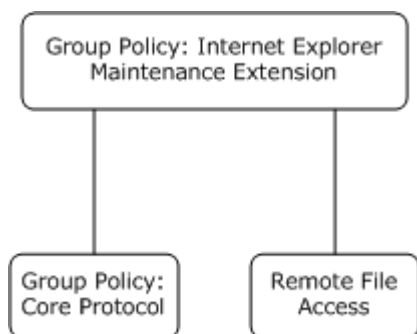 Group Policy: Internet Explorer
Maintenance Extension
Group Policy:
Core Protocol
Remote File
Access